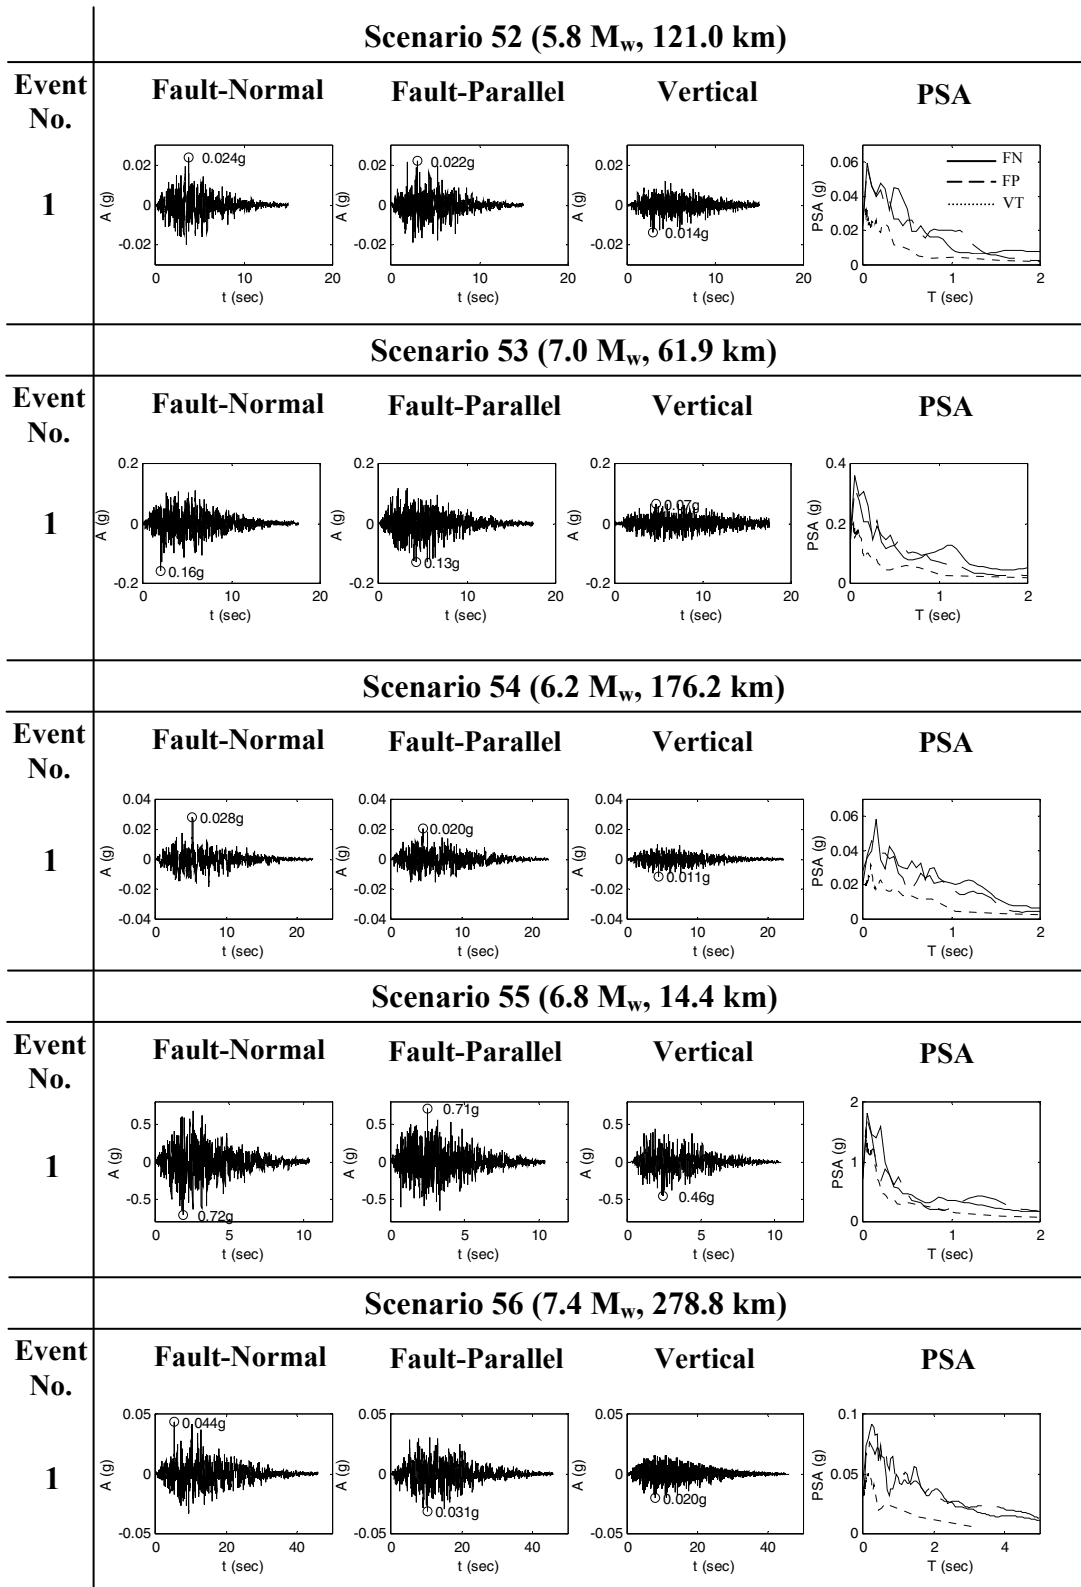 Scenario 52 (5.8 Mw, 121.0 km)
Event No. Fault-Normal Fault-Parallel Vertical PSA
1
0.02
0
-0.02
A (g)
0.024g
0 10 20
t (sec)
0.02
0
-0.02
A (g)
0.022g
0 10 20
t (sec)
0.02
0
-0.02
A (g)
0.014g
0 10 20
t (sec)
0.06
0.04
0.02
0
PSA (g)
FN
FP
VT
0 1 2
T (sec)
Scenario 53 (7.0 Mw, 61.9 km)
Event No. Fault-Normal Fault-Parallel Vertical PSA
1
0.2
0
-0.2
A (g)
0.16g
0 10 20
t (sec)
0.2
0
-0.2
A (g)
0.13g
0 10 20
t (sec)
0.2
0
-0.2
A (g)
0.07g
0 10 20
t (sec)
0.4
0.2
0
PSA (g)
0 1 2
T (sec)
Scenario 54 (6.2 Mw, 176.2 km)
Event No. Fault-Normal Fault-Parallel Vertical PSA
1
0.04
0.02
0
-0.02
-0.04
A (g)
0.028g
0 10 20
t (sec)
0.04
0.02
0
-0.02
-0.04
A (g)
0.020g
0 10 20
t (sec)
0.04
0.02
0
-0.02
-0.04
A (g)
0.011g
0 10 20
t (sec)
0.06
0.04
0.02
0
PSA (g)
0 1 2
T (sec)
Scenario 55 (6.8 Mw, 14.4 km)
Event No. Fault-Normal Fault-Parallel Vertical PSA
1
0.5
0
-0.5
A (g)
0.72g
0 5 10
t (sec)
0.5
0
-0.5
A (g)
0.71g
0 5 10
t (sec)
0.5
0
-0.5
A (g)
0.46g
0 5 10
t (sec)
2
1
0
PSA (g)
0 1 2
T (sec)
Scenario 56 (7.4 Mw, 278.8 km)
Event No. Fault-Normal Fault-Parallel Vertical PSA
1
0.05
0
-0.05
A (g)
0.044g
0 20 40
t (sec)
0.05
0
-0.05
A (g)
0.031g
0 20 40
t (sec)
0.05
0
-0.05
A (g)
0.020g
0 20 40
t (sec)
0.1
0.05
0
PSA (g)
0 2 4
T (sec)